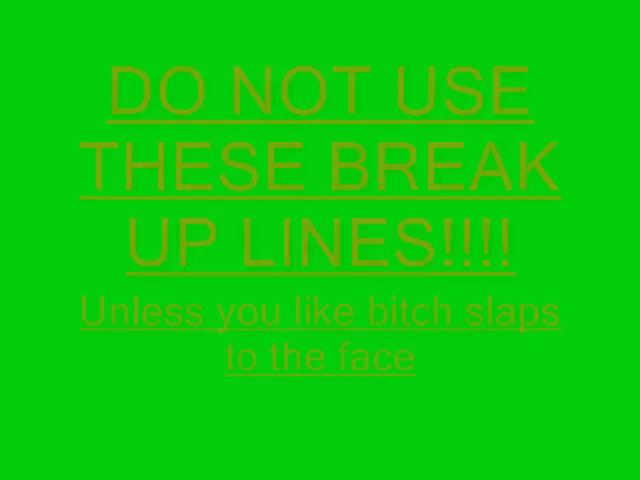 DO NOT USE
THESE BREAK
UP LINES!!!!
Unless you like bitch slaps
to the face